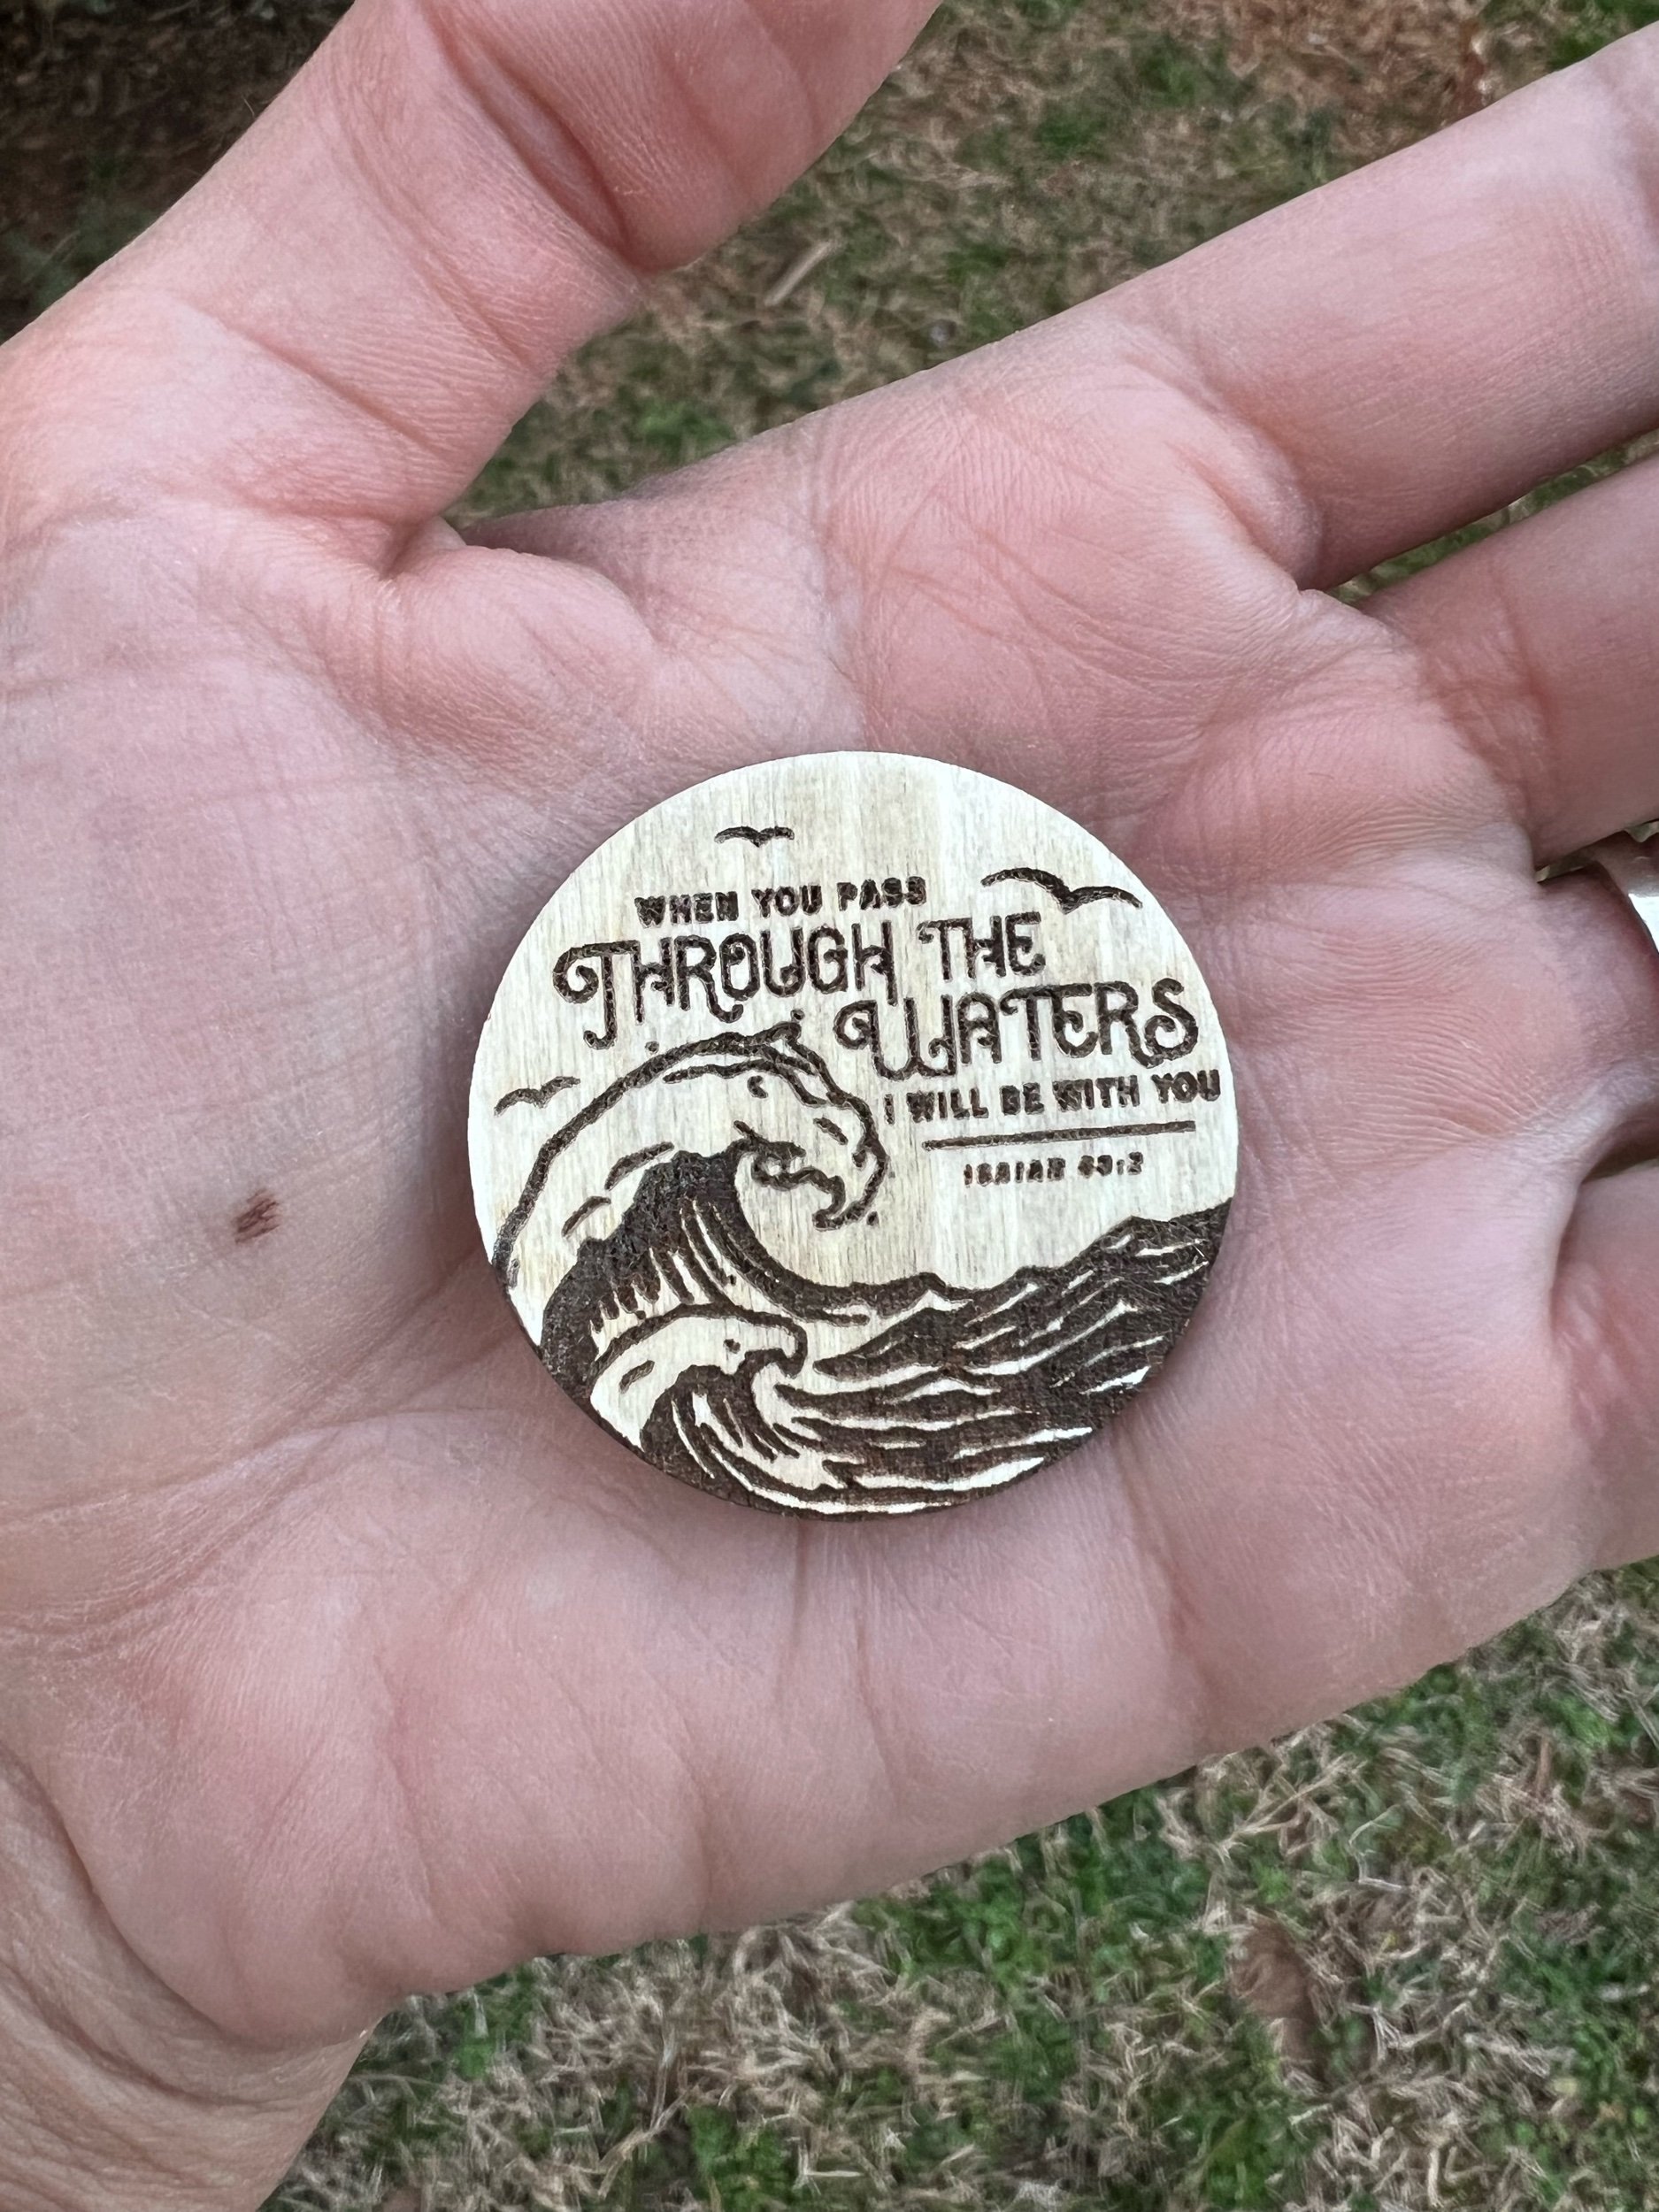 WHEN YOU PASS
THROUGH THE
WATERS
I WILL BE WITH YOU
ISAIAH 43:2